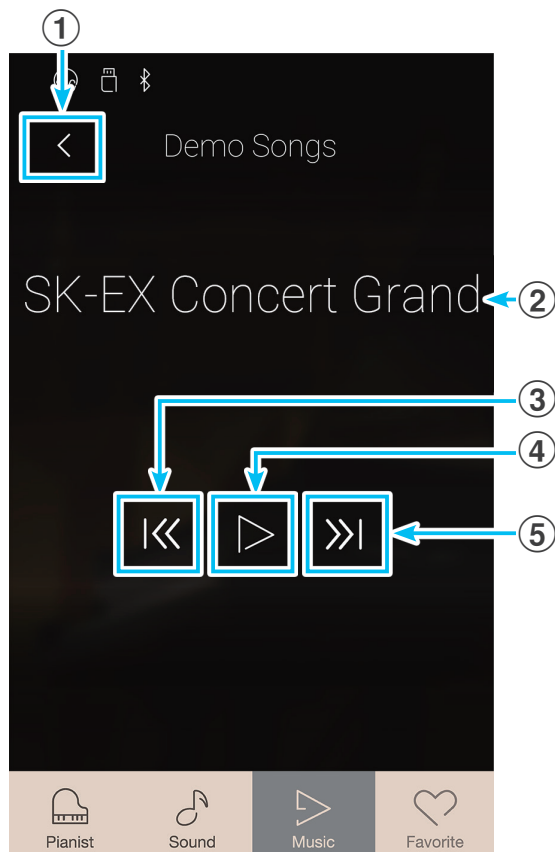 ①
Demo Songs
SK-EX Concert Grand
②
③
④
⑤
Pianist
Sound
Music
Favorite